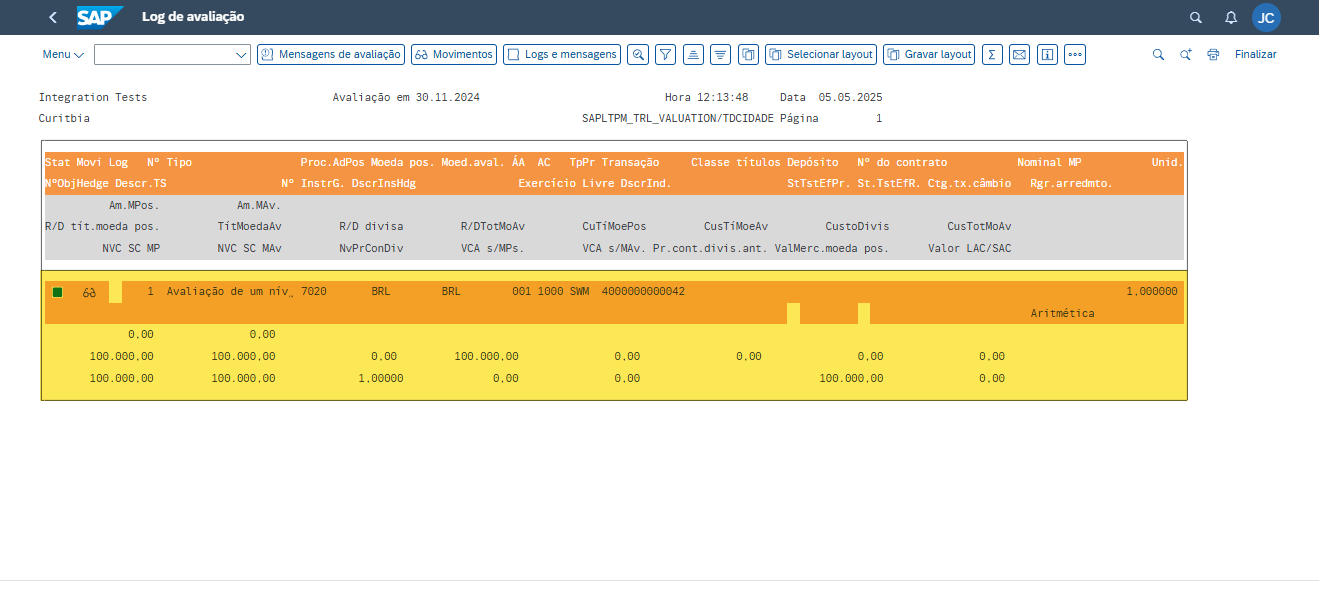 SAP Log de avaliação JC
Menu Mensagens de avaliação Movimentos Logs e mensagens Selecionar layout Gravar layout Σ Finalizar
Integration Tests Avaliação em 30.11.2024 Hora 12:13:48 Data 05.05.2025
Curitbia SAPLTPM_TRL_VALUATION/TDCIDADE Página 1
Stat Movi Log Nº Tipo Proc.AdPos Moeda pos. Moed.aval. ÁA AC TpPr Transação Classe títulos Depósito Nº do contrato Nominal MP Unid.
NºObjHedge Descr.TS Nº InstrG. DscrInsHdg Exercício Livre DscrInd. StTstEfPr. St.TstEfR. Ctg.tx.câmbio Rgr.arredmto.
Am.MPos. Am.MAv.
R/D tít.moeda pos. TítMoedaAv R/D divisa R/DTotMoAv CuTíMoePos CusTíMoeAv CustoDivis CusTotMoAv
NVC SC MP NVC SC MAv NvPrConDiv VCA s/MPs. VCA s/MAv. Pr.cont.divis.ant. ValMerc.moeda pos. Valor LAC/SAC
1 Avaliação de um nív… 7020 BRL BRL 001 1000 SWM 4000000000042 1,000000
Aritmética
0,00 0,00
100.000,00 100.000,00 0,00 100.000,00 0,00 0,00 0,00 0,00
100.000,00 100.000,00 1,00000 0,00 0,00 100.000,00 0,00